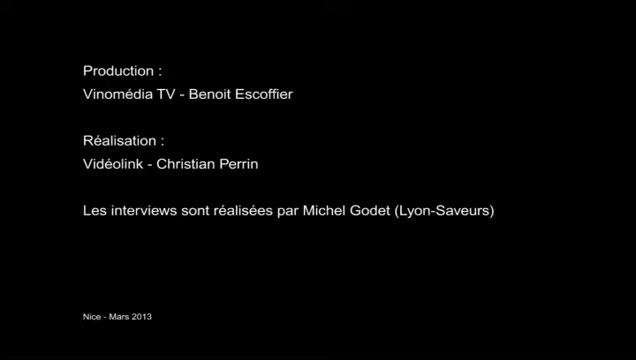 Production :
Vinomédia TV - Benoit Escoffier
Réalisation :
Vidéolink - Christian Perrin
Les interviews sont réalisées par Michel Godet (Lyon-Saveurs)
Nice - Mars 2013